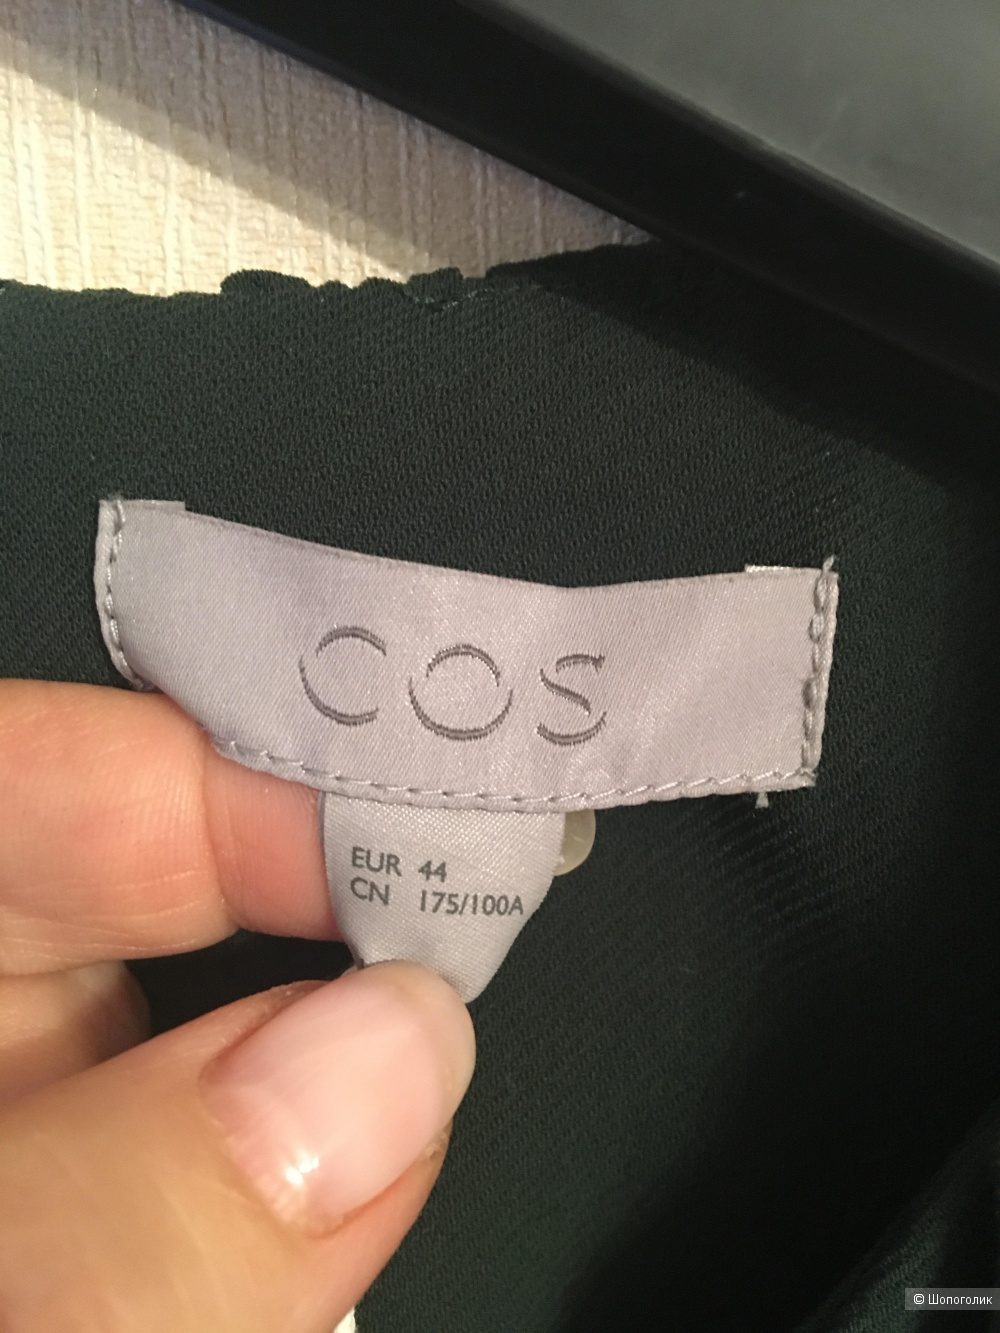 COS
EUR 44
CN 175/100A
© Шопоголик